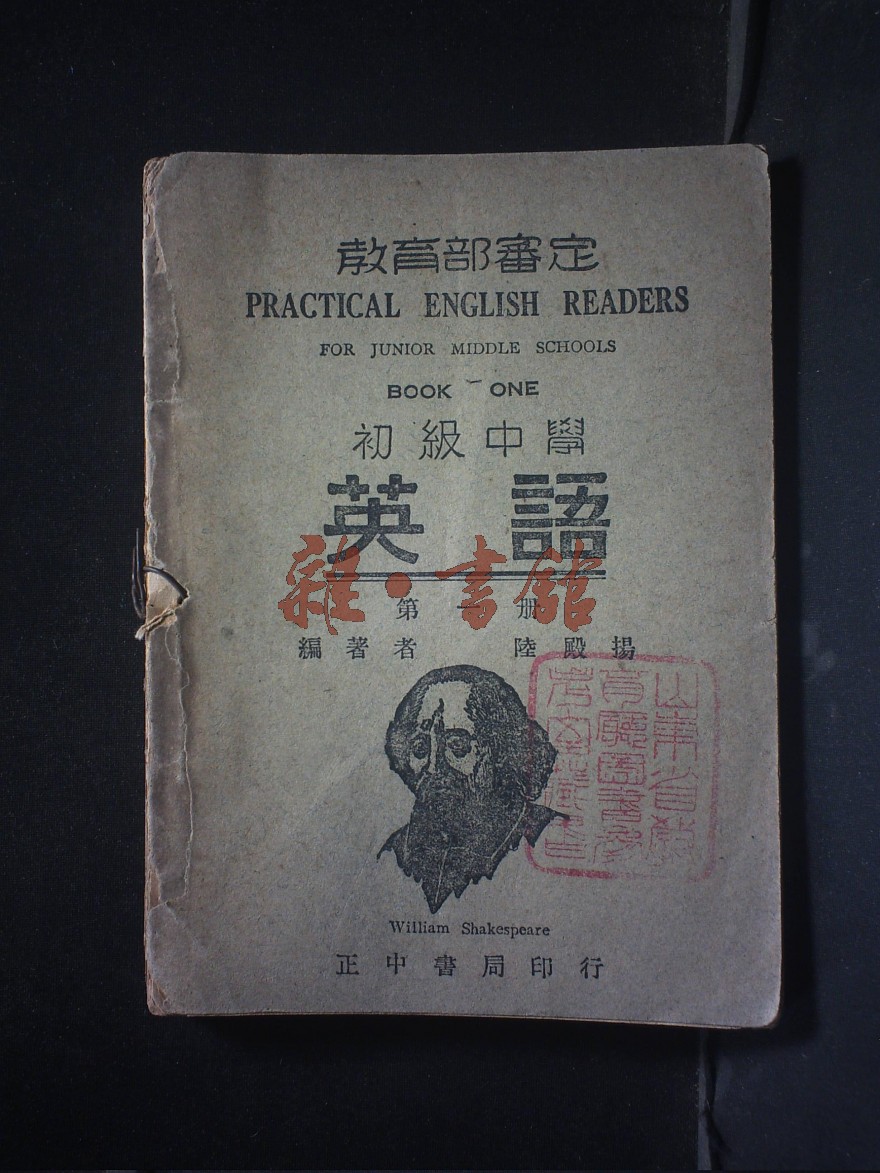 教育部審定
PRACTICAL ENGLISH READERS
FOR JUNIOR MIDDLE SCHOOLS
BOOK ONE
初級中學
英語
雜·書館
第一册
編著者 陸殿揚
William Shakespeare
正中書局印行